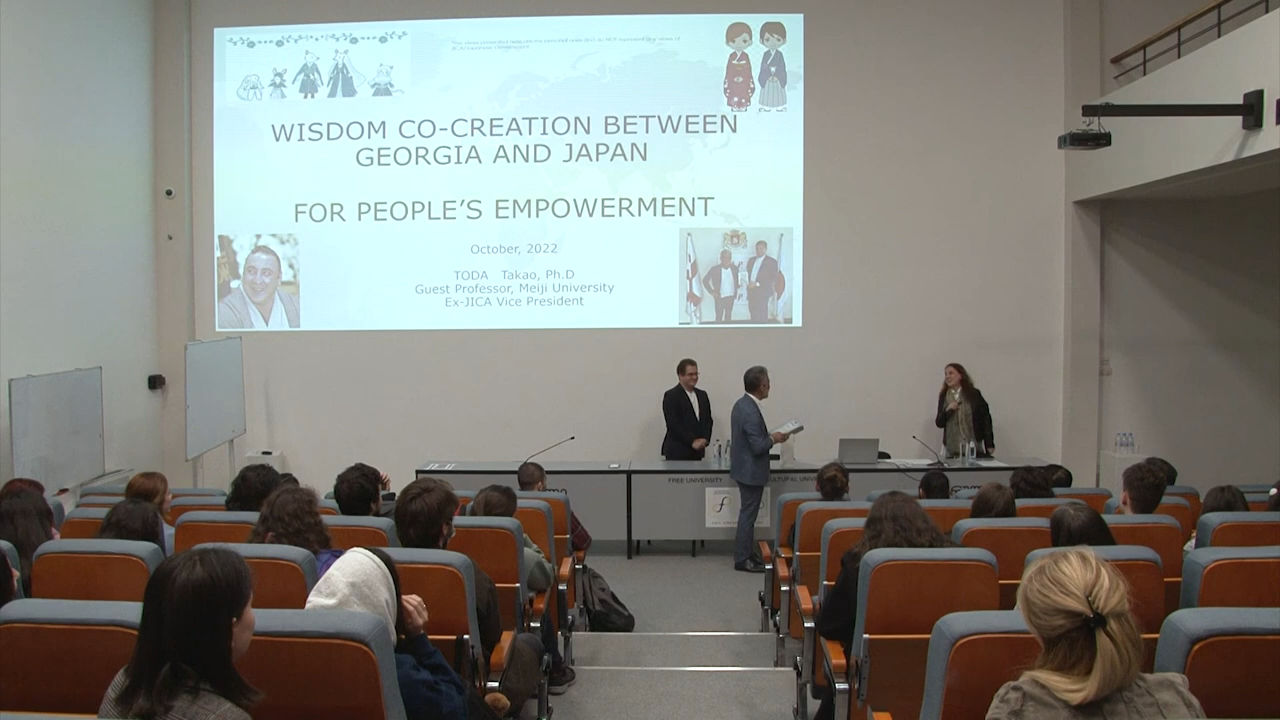 WISDOM CO-CREATION BETWEEN
GEORGIA AND JAPAN
FOR PEOPLE'S EMPOWERMENT
October, 2022
TODA Takao, Ph.D
Guest Professor, Meiji University
Ex-JICA Vice President
FREE UNIVERSITY